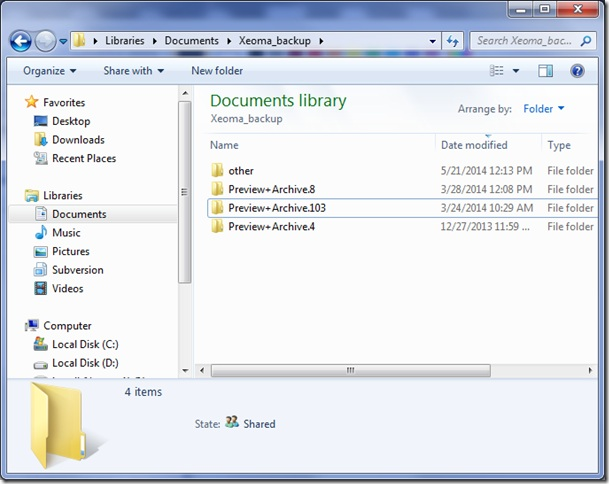 Libraries Documents Xeoma_backup Search Xeoma_bac...
Organize Share with New folder
Favorites
Desktop
Downloads
Recent Places
Libraries
Documents
Music
Pictures
Subversion
Videos
Computer
Local Disk (C:)
Local Disk (D:)
Documents library
Xeoma_backup
Arrange by: Folder
Name Date modified Type
other 5/21/2014 12:13 PM File folder
Preview+Archive.8 3/28/2014 12:08 PM File folder
Preview+Archive.103 3/24/2014 10:29 AM File folder
Preview+Archive.4 12/27/2013 11:59 ... File folder
4 items
State: Shared